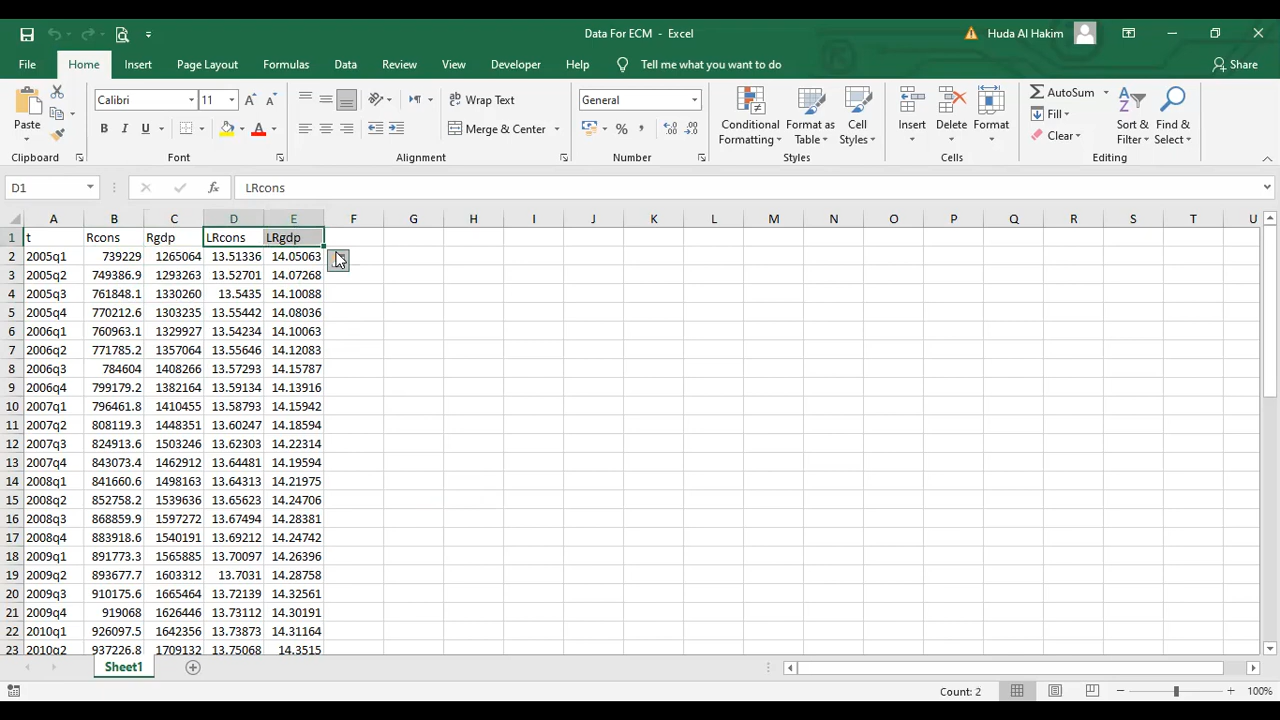 Data For ECM - Excel
Huda Al Hakim
File Home Insert Page Layout Formulas Data Review View Developer Help Tell me what you want to do Share
Paste
Calibri 11
Wrap Text
General
Conditional Formatting
Format as Table
Cell Styles
Insert Delete Format
AutoSum
Fill
Clear
Sort & Filter
Find & Select
B I U
Merge & Center
%
Clipboard Font Alignment Number Styles Cells Editing
D1 fx LRcons
A B C D E F G H I J K L M N O P Q R S T U
1 t Rcons Rgdp LRcons LRgdp
2 2005q1 739229 1265064 13.51336 14.05063
3 2005q2 749386.9 1293263 13.52701 14.07268
4 2005q3 761848.1 1330260 13.5435 14.10088
5 2005q4 770212.6 1303235 13.55442 14.08036
6 2006q1 760963.1 1329927 13.54234 14.10063
7 2006q2 771785.2 1357064 13.55646 14.12083
8 2006q3 784604 1408266 13.57293 14.15787
9 2006q4 799179.2 1382164 13.59134 14.13916
10 2007q1 796461.8 1410455 13.58793 14.15942
11 2007q2 808119.3 1448351 13.60247 14.18594
12 2007q3 824913.6 1503246 13.62303 14.22314
13 2007q4 843073.4 1462912 13.64481 14.19594
14 2008q1 841660.6 1498163 13.64313 14.21975
15 2008q2 852758.2 1539636 13.65623 14.24706
16 2008q3 868859.9 1597272 13.67494 14.28381
17 2008q4 883918.6 1540191 13.69212 14.24742
18 2009q1 891773.3 1565885 13.70097 14.26396
19 2009q2 893677.7 1603312 13.7031 14.28758
20 2009q3 910175.6 1665464 13.72139 14.32561
21 2009q4 919068 1626446 13.73112 14.30191
22 2010q1 926097.5 1642356 13.73873 14.31164
23 2010q2 937226.8 1709132 13.75068 14.3515
Sheet1
Count: 2 100%